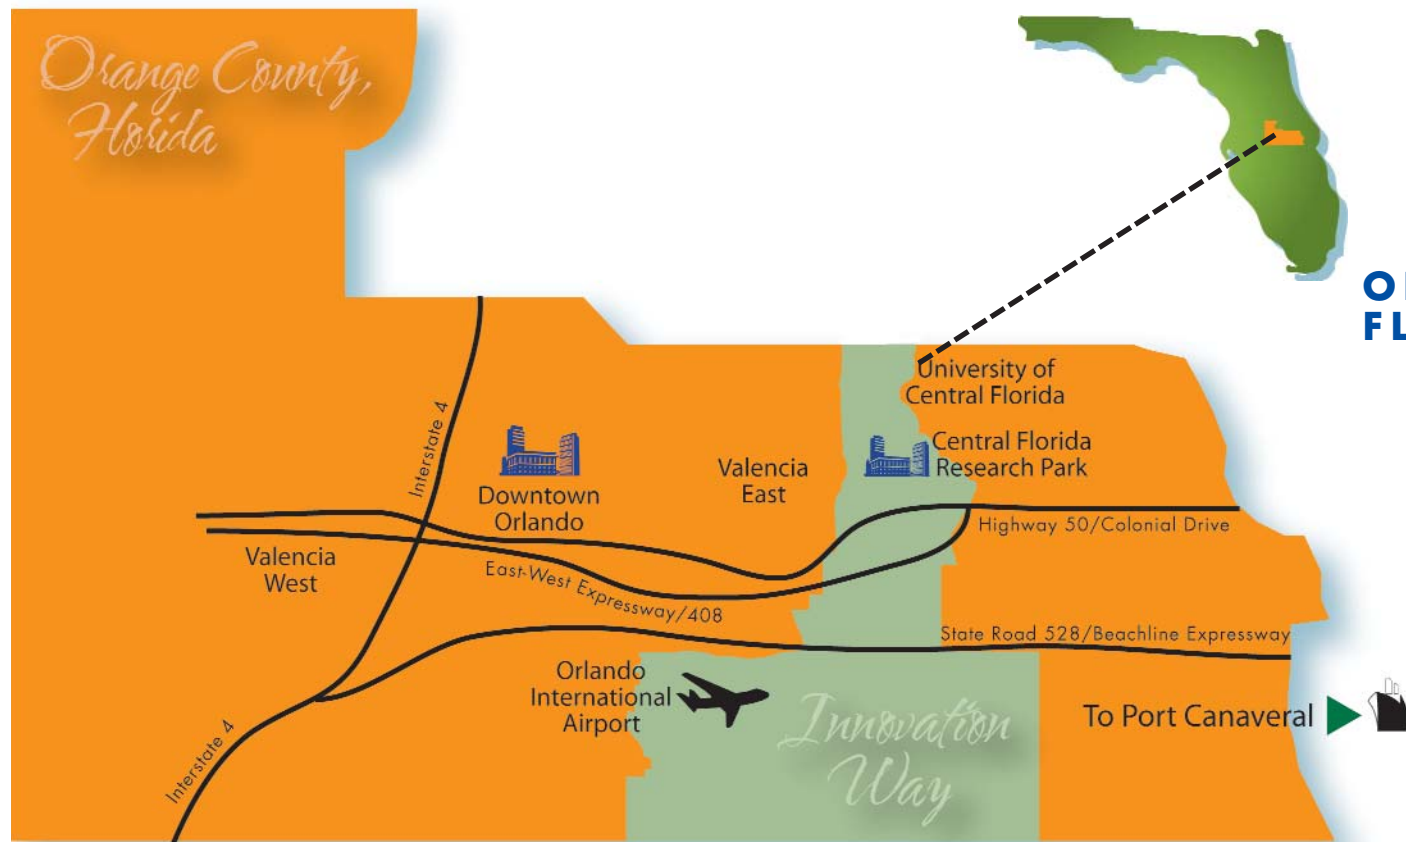 Orange County,
Florida
FL
University of
Central Florida
Interstate 4
Central Florida
Research Park
Valencia
East
Downtown
Orlando
Highway 50/Colonial Drive
Valencia
West
East-West Expressway/408
State Road 528/Beachline Expressway
Orlando
International
Airport
Innovation
Way
To Port Canaveral
Interstate 4